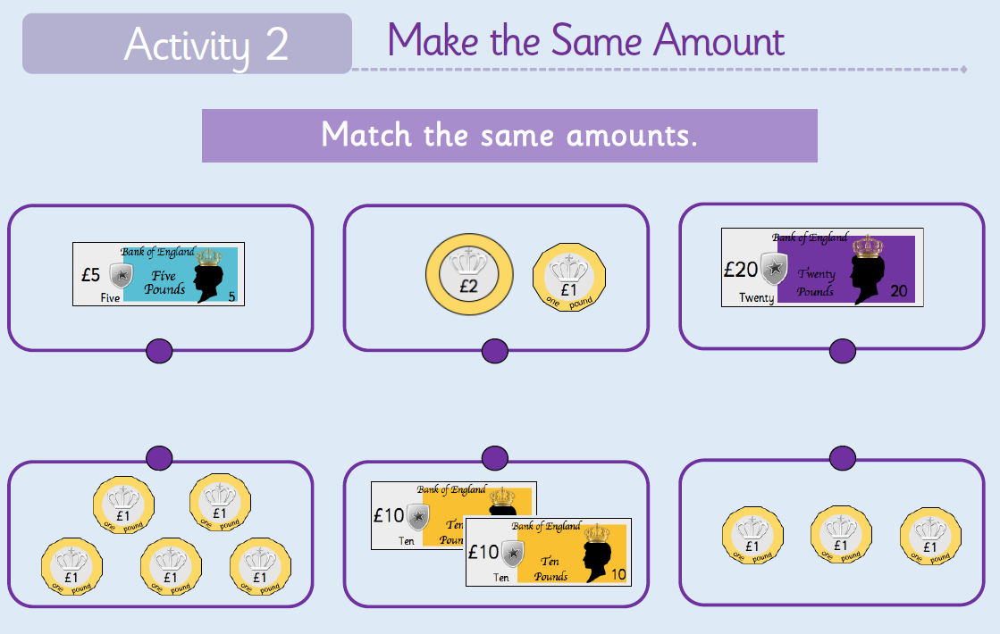 Activity 2
Make the Same Amount
Match the same amounts.
Bank of England
£5
Five
Pounds
Five
5
£2
£1
one pound
Bank of England
£20
Twenty
Pounds
Twenty
20
£1
one pound
£1
one pound
£1
one pound
£1
one pound
£1
one pound
Bank of England
£10
Ten
Poun
Ten
Bank of England
£10
Ten
Pounds
Ten
10
£1
one pound
£1
one pound
£1
one pound